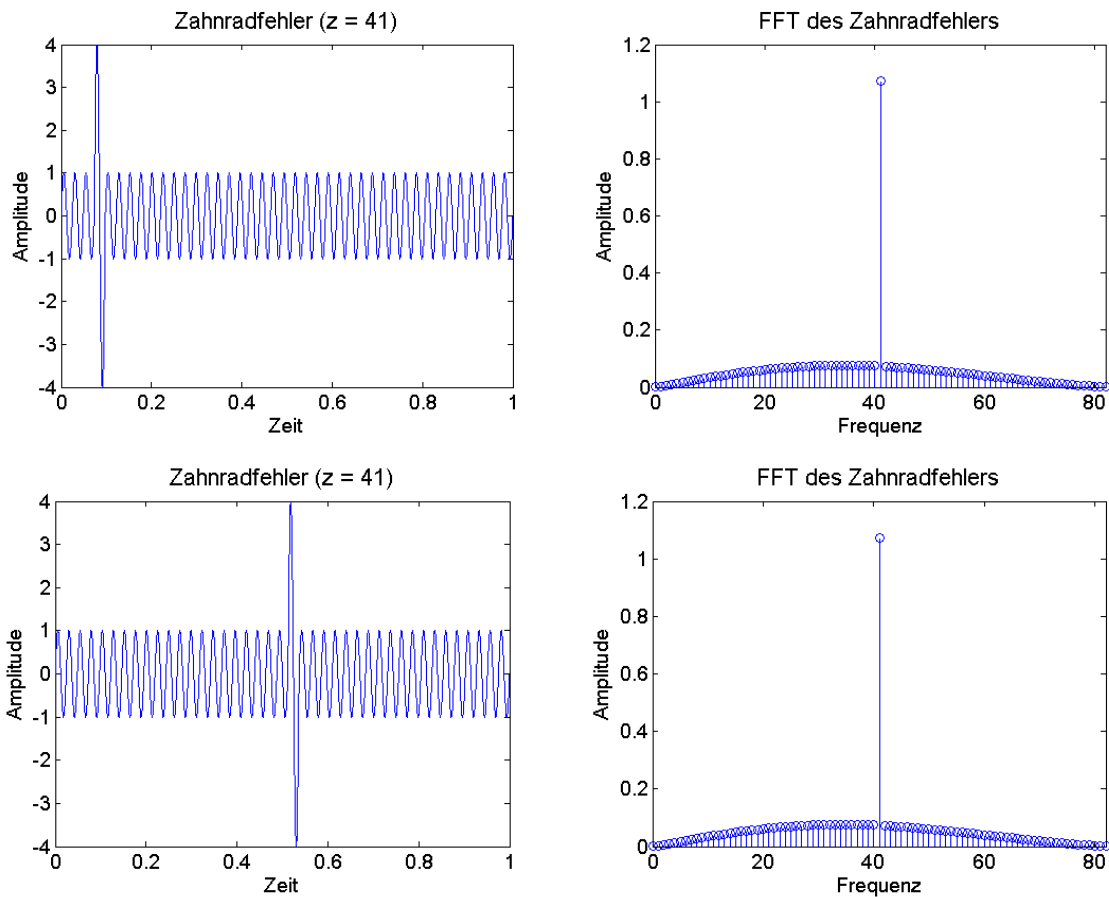 Zahnradfehler (z = 41)
4
3
2
1
0
-1
-2
-3
-4
Amplitude
0 0.2 0.4 0.6 0.8 1
Zeit
FFT des Zahnradfehlers
1.2
1
0.8
0.6
0.4
0.2
0
Amplitude
0 20 40 60 80
Frequenz
Zahnradfehler (z = 41)
4
3
2
1
0
-1
-2
-3
-4
Amplitude
0 0.2 0.4 0.6 0.8 1
Zeit
FFT des Zahnradfehlers
1.2
1
0.8
0.6
0.4
0.2
0
Amplitude
0 20 40 60 80
Frequenz